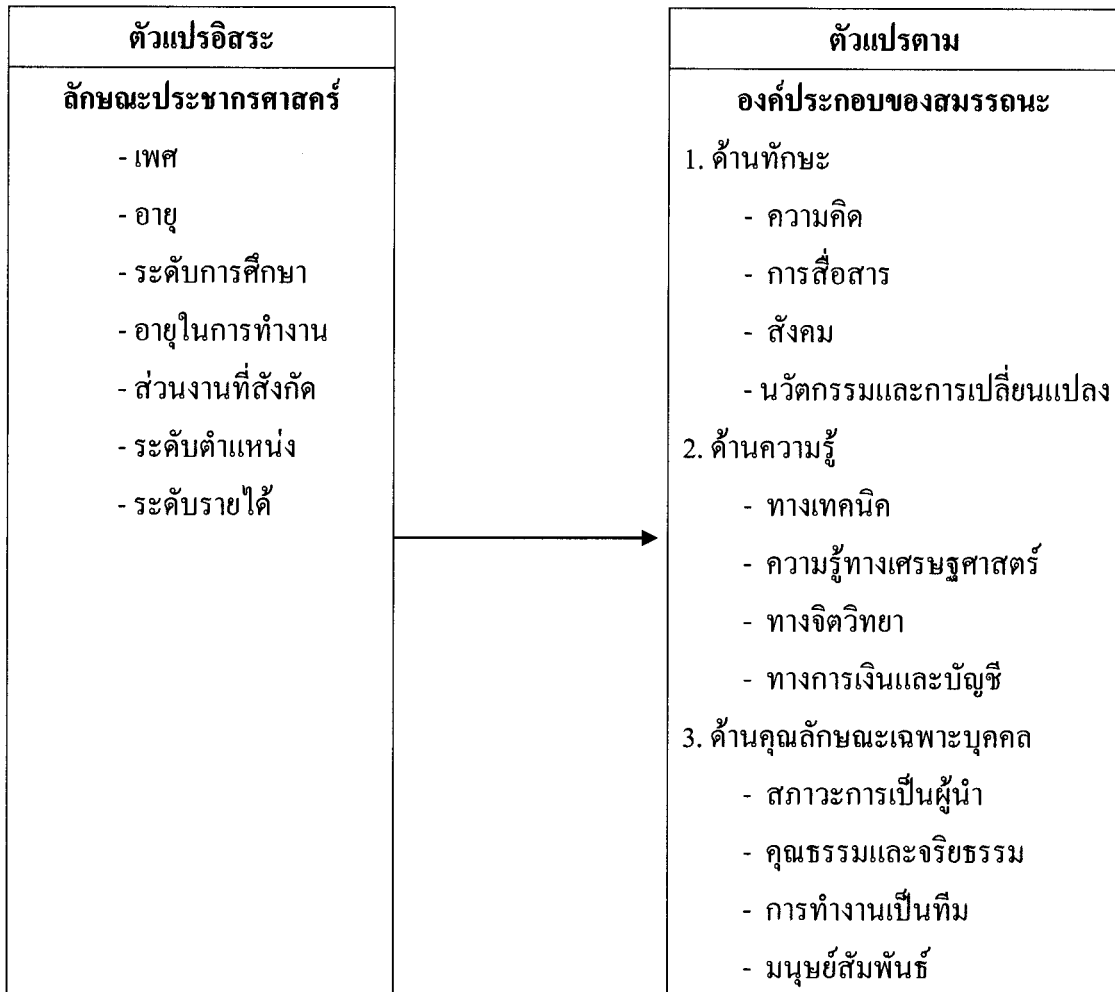 ตัวแปรอิสระ
ลักษณะประชากรศาสตร์
- เพศ
- อายุ
- ระดับการศึกษา
- อายุในการทำงาน
- ส่วนงานที่สังกัด
- ระดับตำแหน่ง
- ระดับรายได้
ตัวแปรตาม
องค์ประกอบของสมรรถนะ
1. ด้านทักษะ
- ความคิด
- การสื่อสาร
- สังคม
- นวัตกรรมและการเปลี่ยนแปลง
2. ด้านความรู้
- ทางเทคนิค
- ความรู้ทางเศรษฐศาสตร์
- ทางจิตวิทยา
- ทางการเงินและบัญชี
3. ด้านคุณลักษณะเฉพาะบุคคล
- สภาวะการเป็นผู้นำ
- คุณธรรมและจริยธรรม
- การทำงานเป็นทีม
- มนุษย์สัมพันธ์